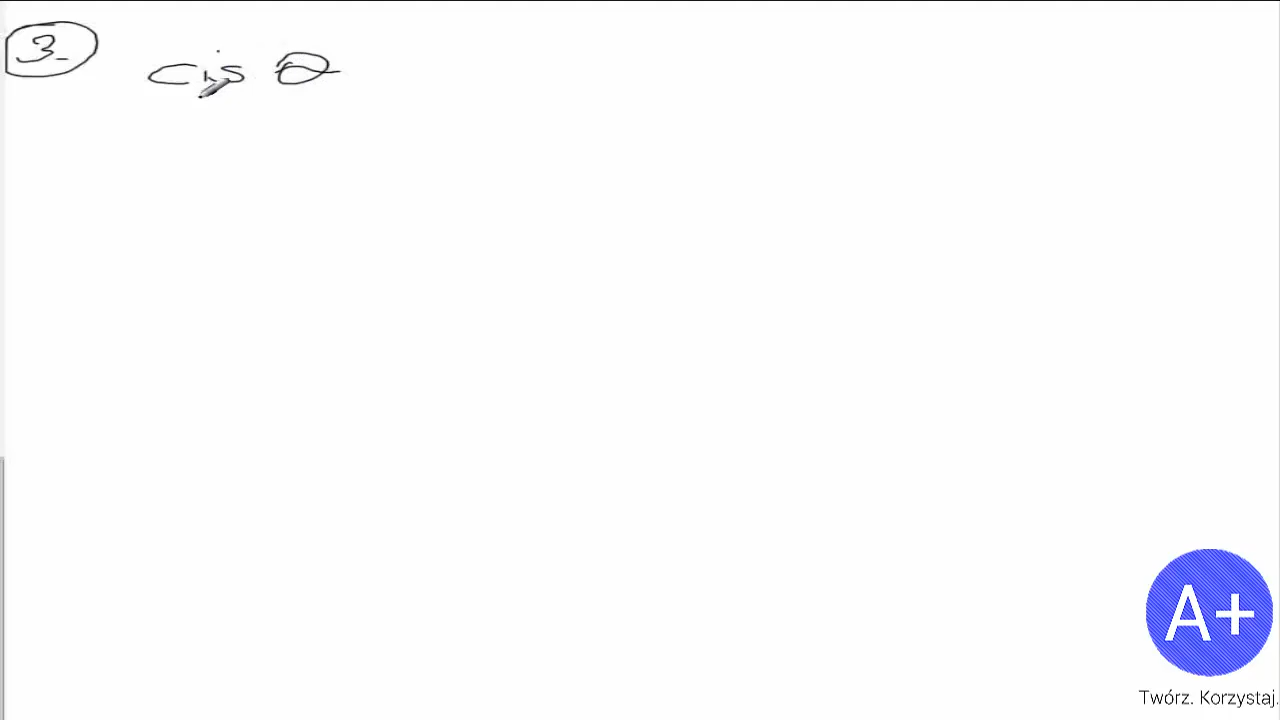 3.
cis θ
A+
Twórz. Korzystaj.